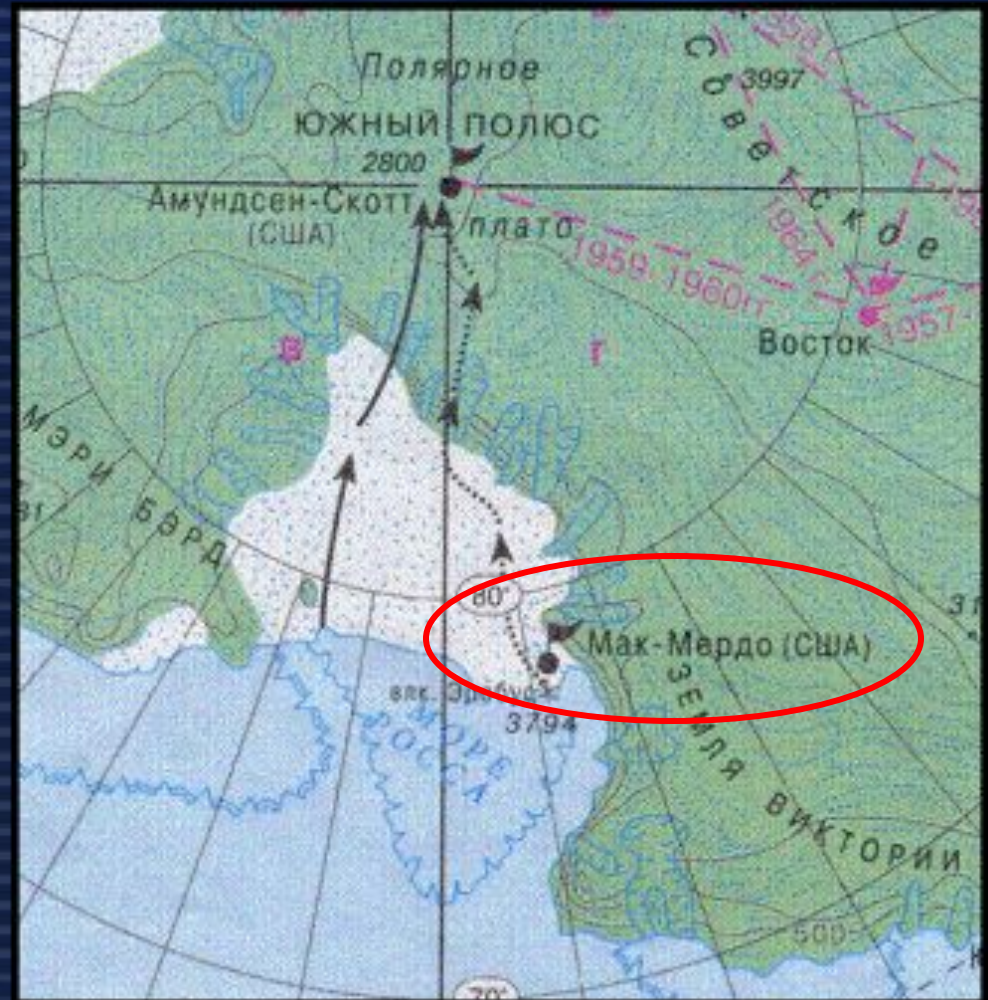 Полярное
3997
Советское
ЮЖНЫЙ ПОЛЮС
2800
Амундсен-Скотт
(США)
плато
1959-1960гг.
1964 г.
1957-
Восток
В
Г
МЭРИ БЭРД
80°
Мак-Мердо (США)
влк. Эребус
3794
ЗЕМЛЯ ВИКТОРИИ
МОРЕ
РОССА
500
70°